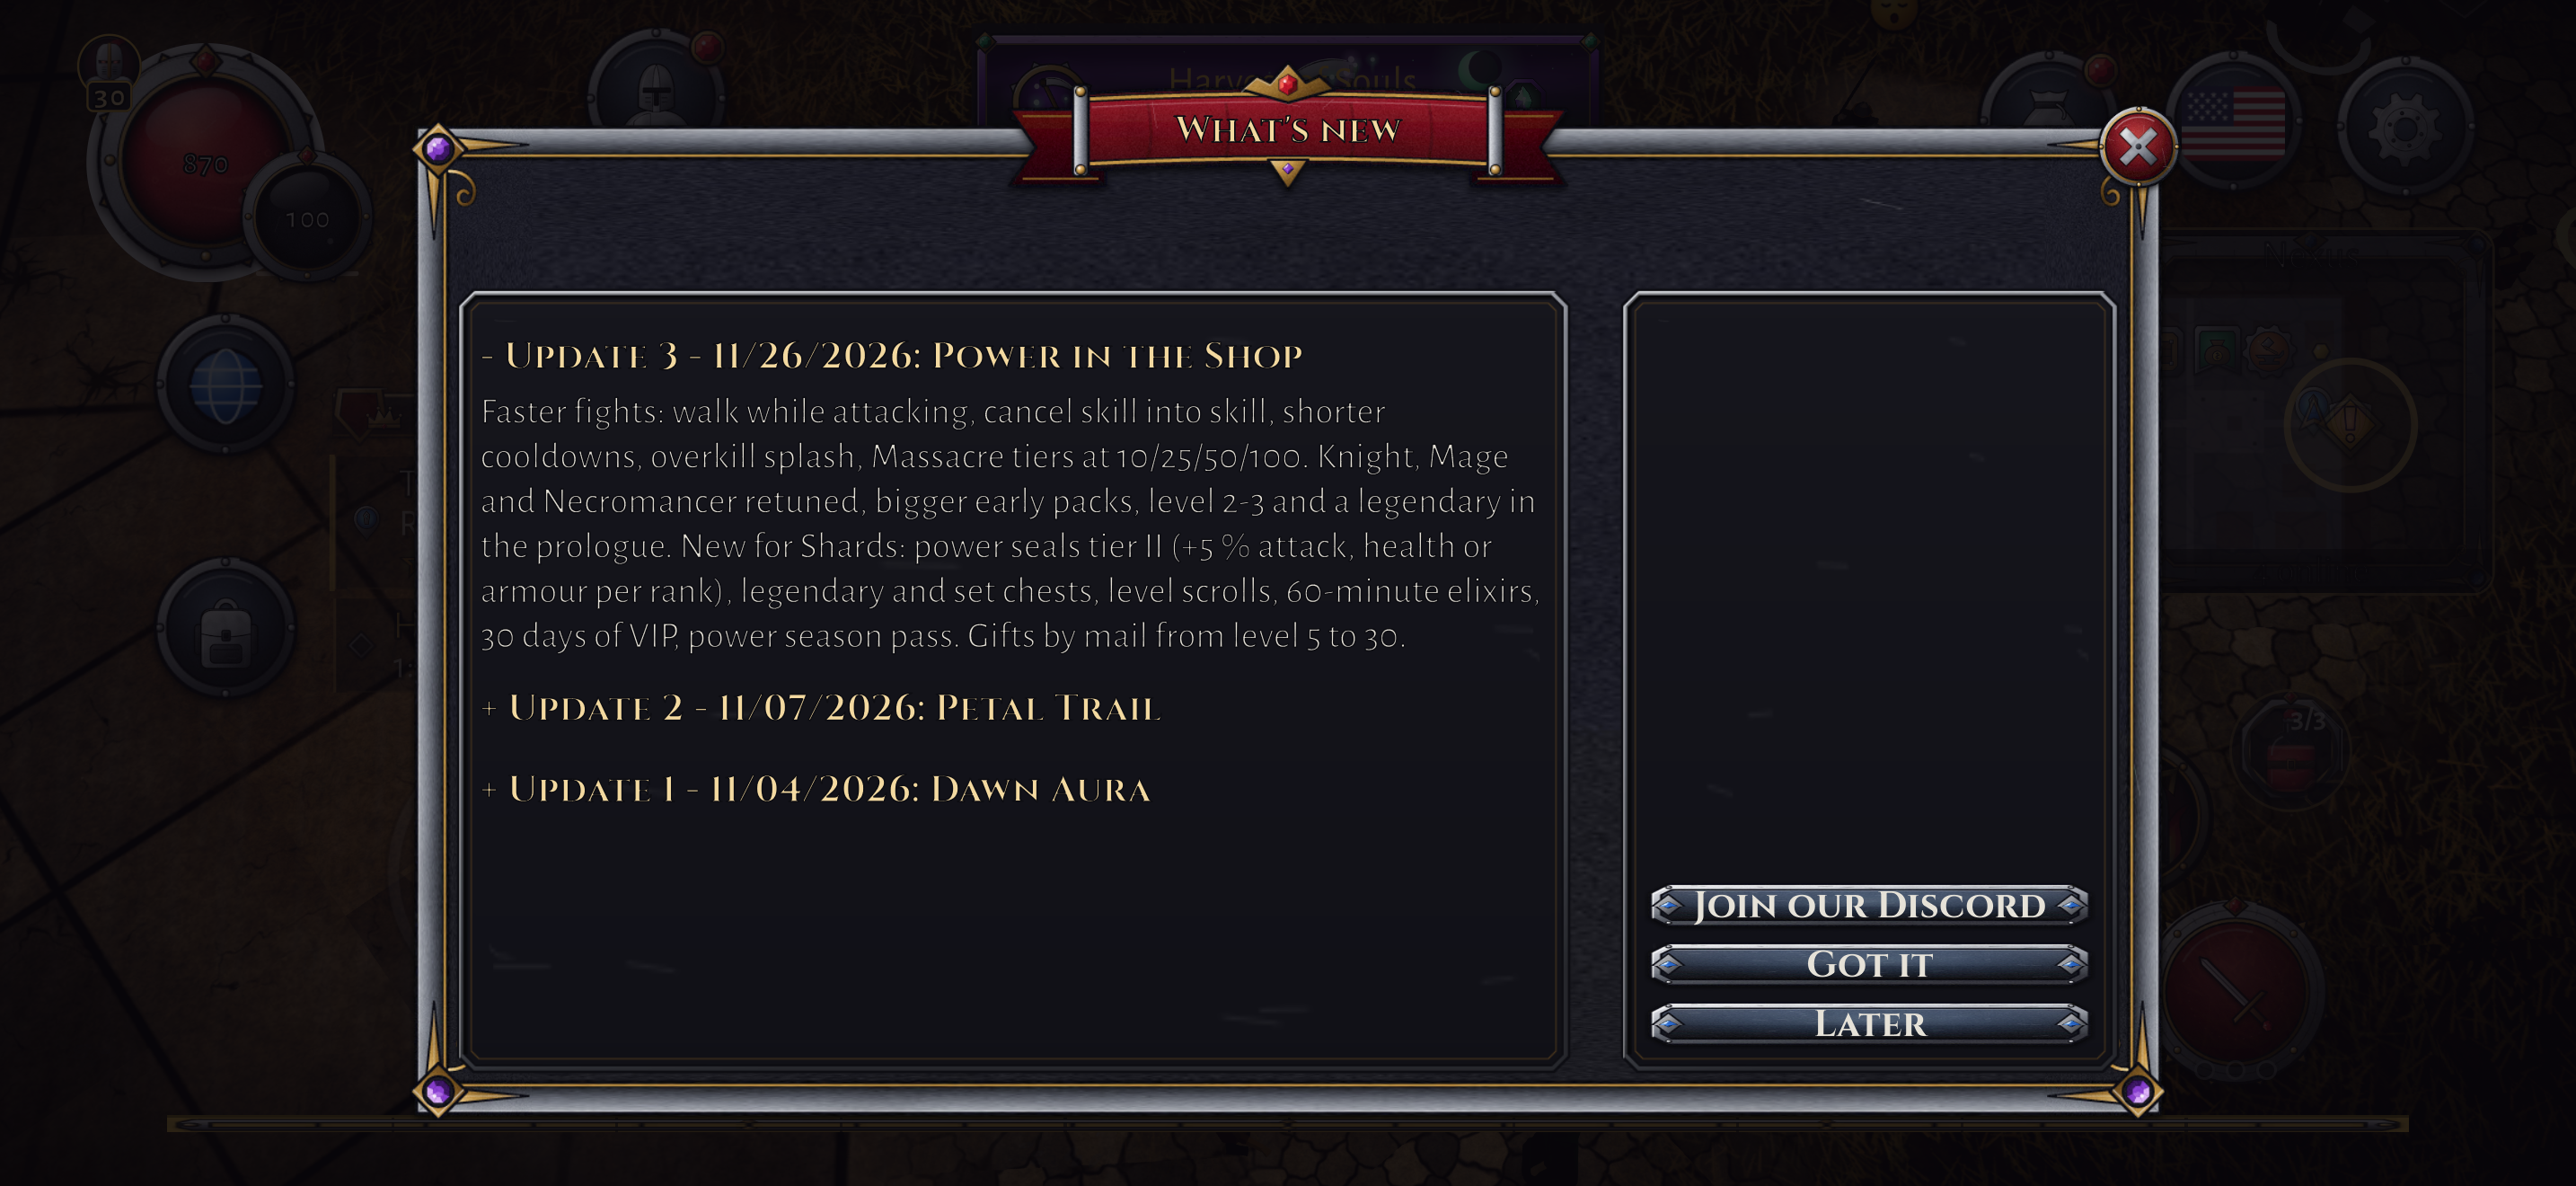 30
870
100
Souls
What's new
- Update 3 - 11/26/2026: Power in the Shop
Faster fights: walk while attacking, cancel skill into skill, shorter
cooldowns, overkill splash, Massacre tiers at 10/25/50/100. Knight, Mage
and Necromancer retuned, bigger early packs, level 2-3 and a legendary in
the prologue. New for Shards: power seals tier II (+5 % attack, health or
armour per rank), legendary and set chests, level scrolls, 60-minute elixirs,
30 days of VIP, power season pass. Gifts by mail from level 5 to 30.
+ Update 2 - 11/07/2026: Petal Trail
+ Update 1 - 11/04/2026: Dawn Aura
3/3
Join our Discord
Got it
Later